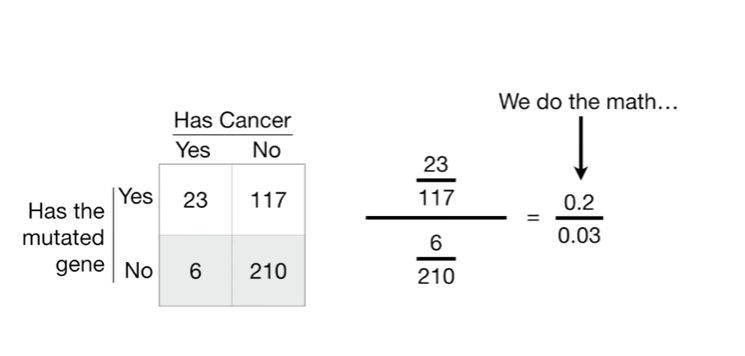 We do the math...
Has Cancer
Yes No
Has the mutated gene
Yes 23 117
No 6 210
23
117
6
210
=
0.2
0.03